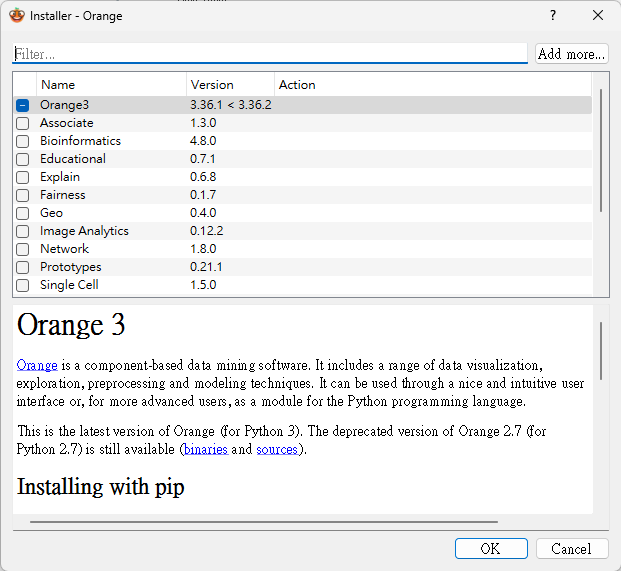 Installer - Orange
Filter...
Add more...
Name Version Action
Orange3 3.36.1 < 3.36.2
Associate 1.3.0
Bioinformatics 4.8.0
Educational 0.7.1
Explain 0.6.8
Fairness 0.1.7
Geo 0.4.0
Image Analytics 0.12.2
Network 1.8.0
Prototypes 0.21.1
Single Cell 1.5.0
Orange 3
Orange is a component-based data mining software. It includes a range of data visualization,
exploration, preprocessing and modeling techniques. It can be used through a nice and intuitive user
interface or, for more advanced users, as a module for the Python programming language.
This is the latest version of Orange (for Python 3). The deprecated version of Orange 2.7 (for
Python 2.7) is still available (binaries and sources).
Installing with pip
OK Cancel